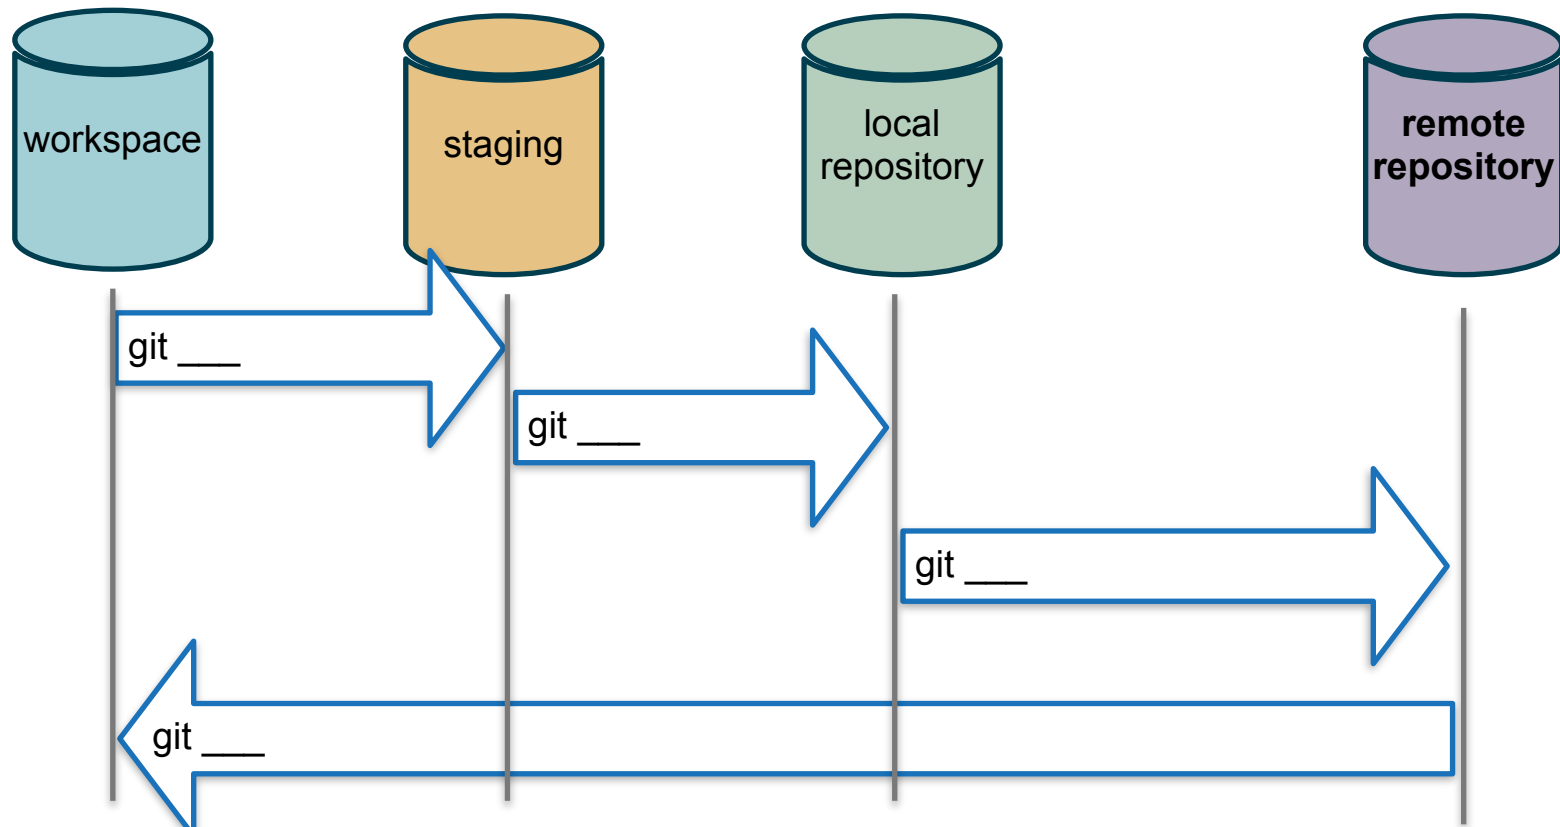 workspace
staging
local
repository
remote
repository
git ___
git ___
git ___
git ___